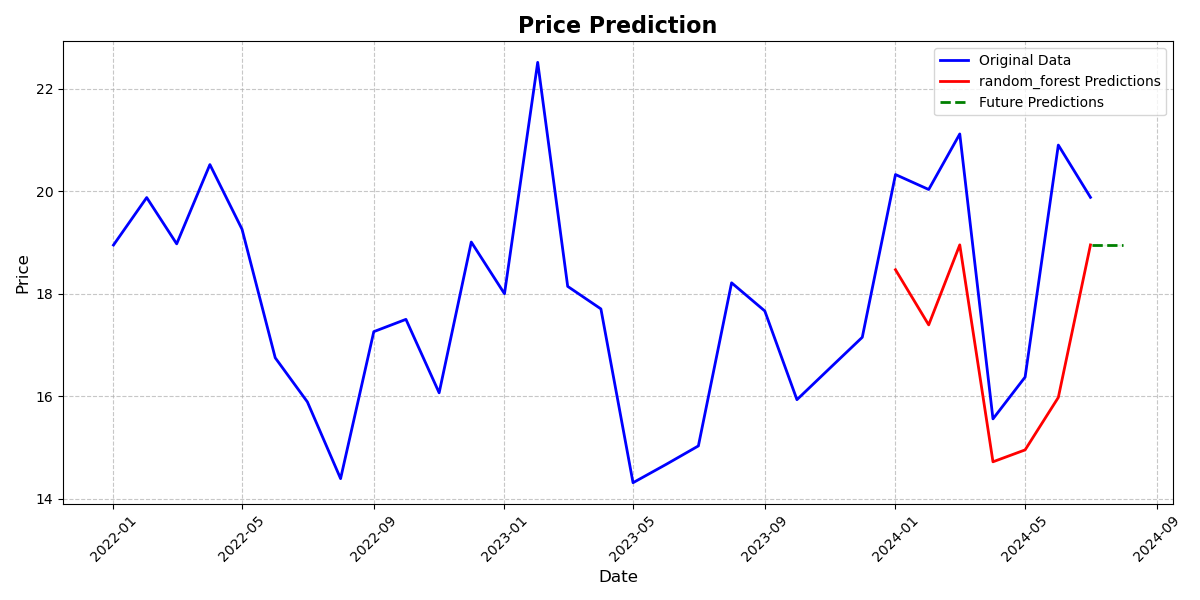 Price Prediction
Original Data
random_forest Predictions
Future Predictions
Price
22
20
18
16
14
2022-01
2022-05
2022-09
2023-01
2023-05
2023-09
2024-01
2024-05
2024-09
Date